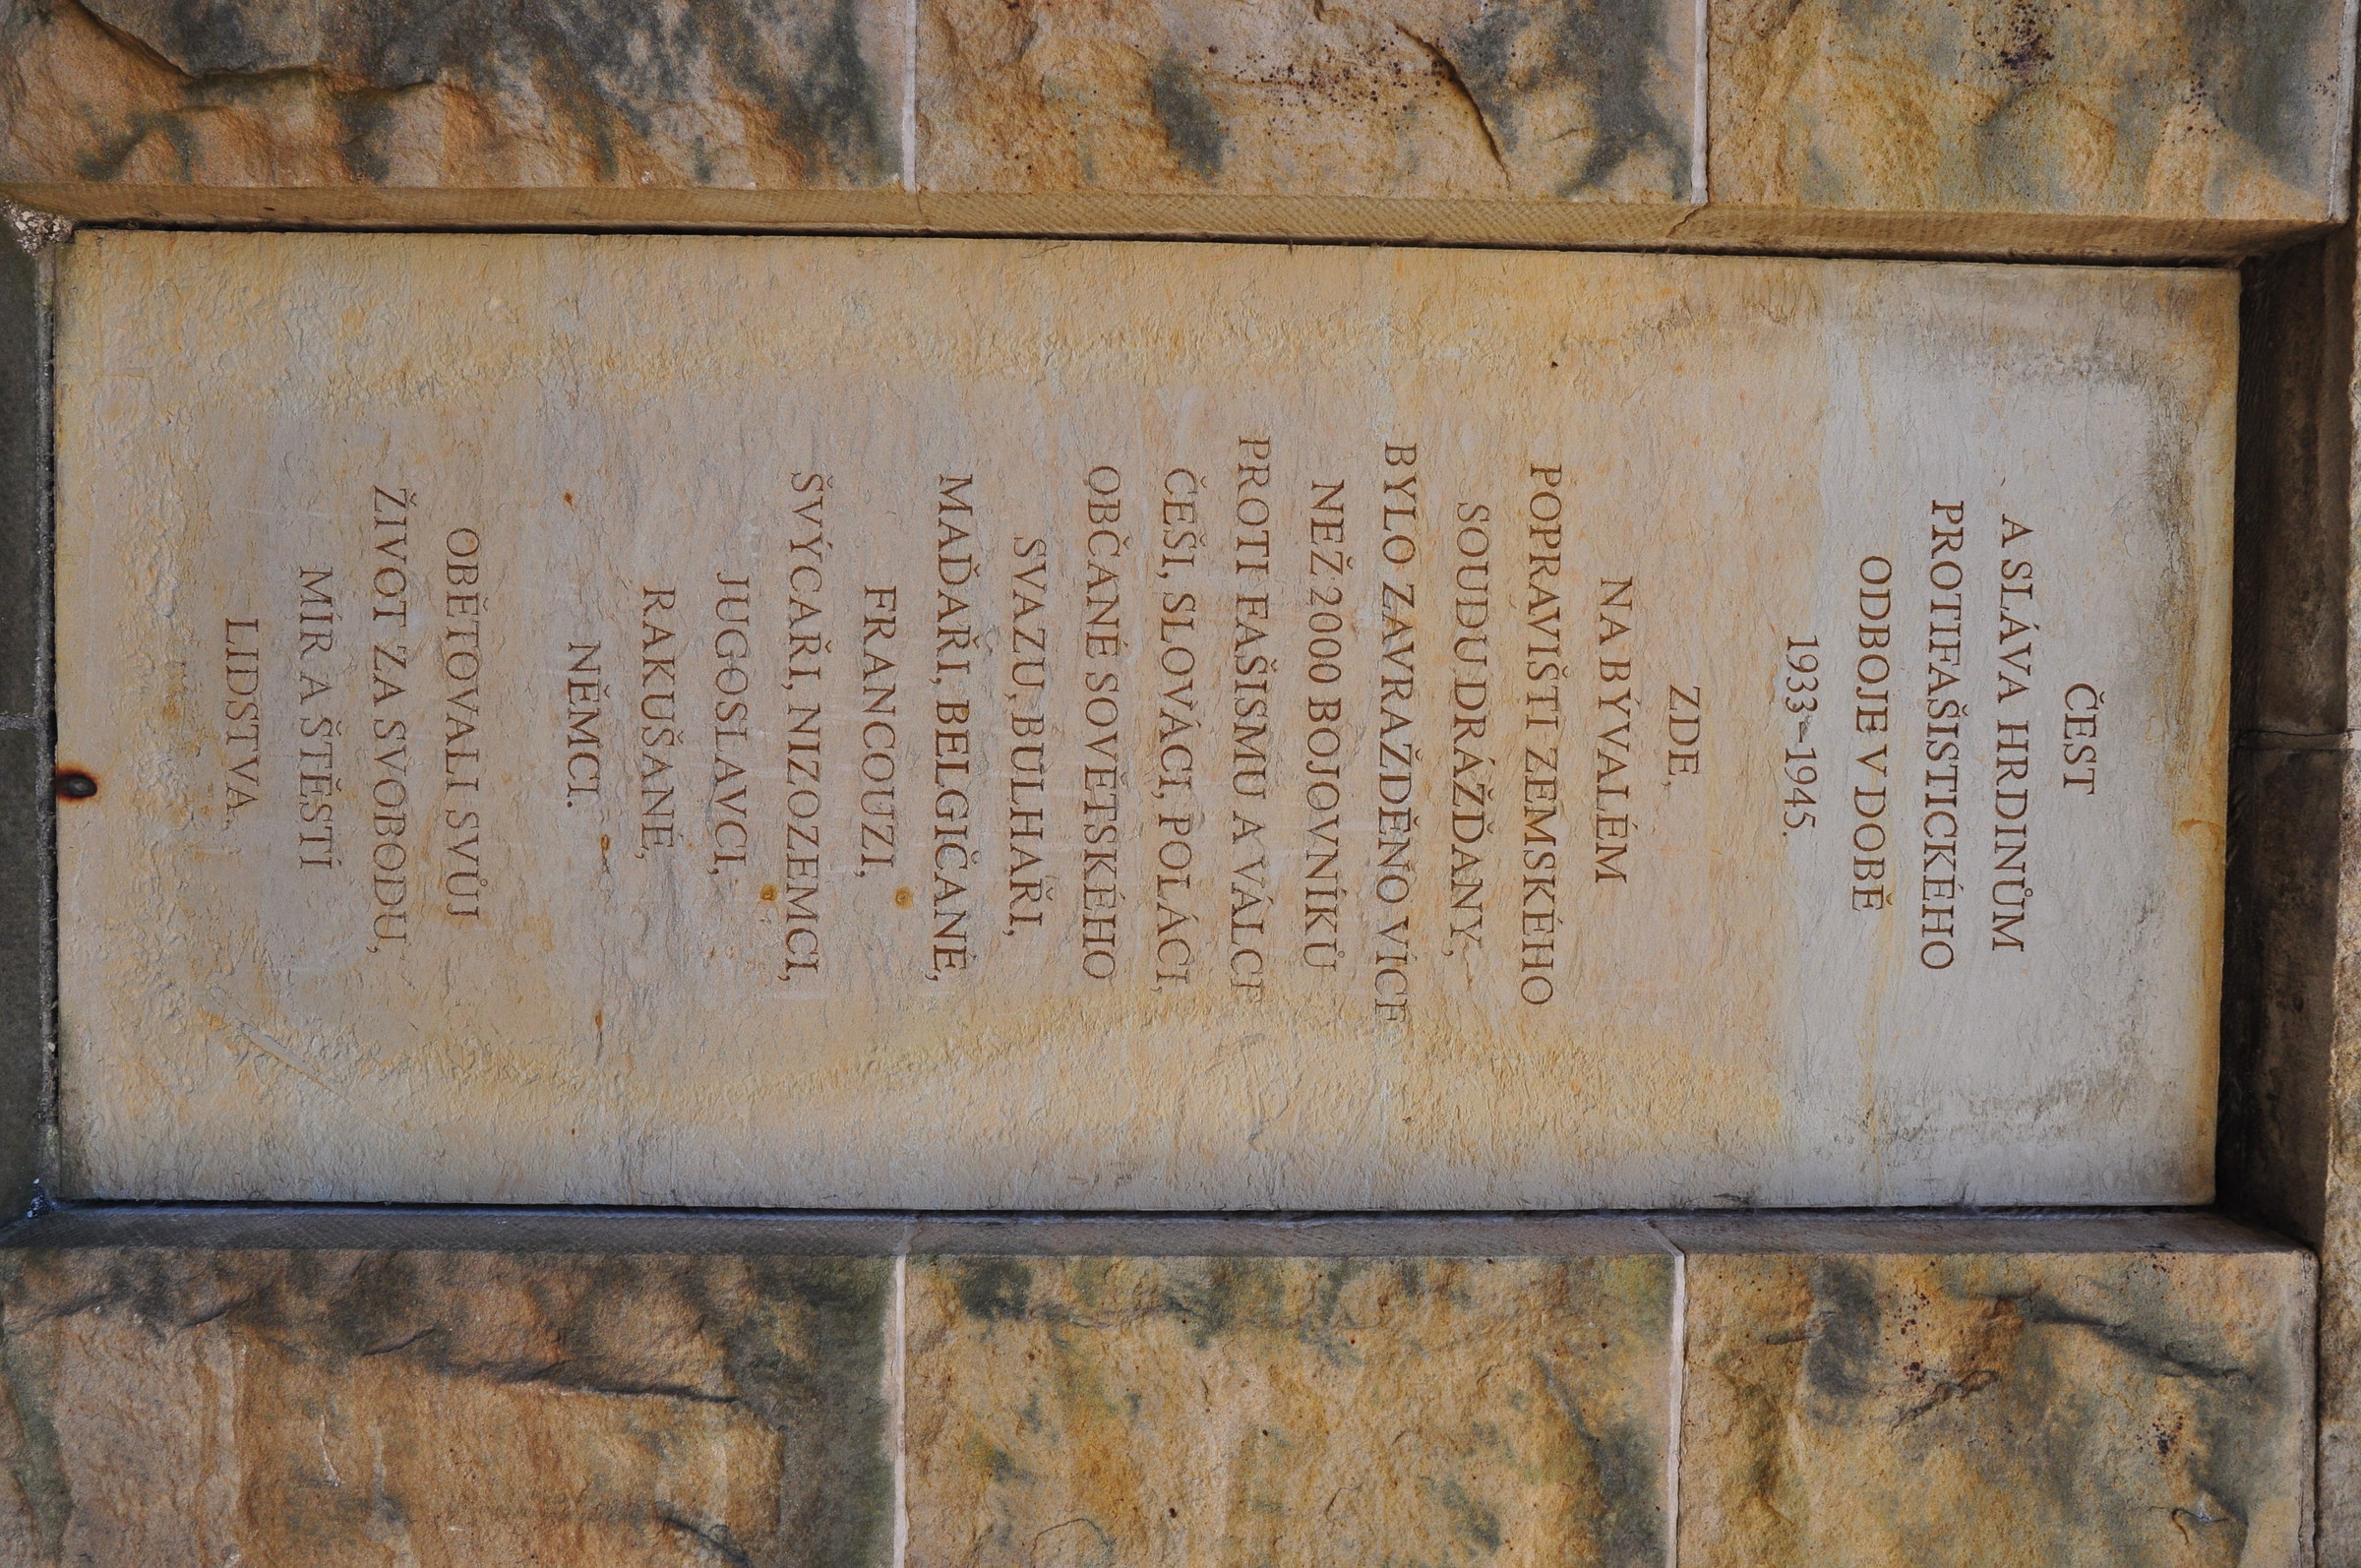 ČEST
A SLÁVA HRDINŮM
PROTIFAŠISTICKÉHO
ODBOJE V DOBĚ
1933–1945.
ZDE,
NA BÝVALÉM
POPRAVIŠTI ZEMSKÉHO
SOUDU DRÁŽĎANY,
BYLO ZAVRAŽDĚNO VÍCE
NEŽ 2000 BOJOVNÍKŮ
PROTI FAŠISMU A VÁLCE
ČEŠI, SLOVÁCI, POLÁCI,
OBČANÉ SOVĚTSKÉHO
SVAZU, BULHAŘI,
MAĎAŘI, BELGIČANÉ,
FRANCOUZI,
ŠVÝCAŘI, NIZOZEMCI,
JUGOSLAVCI,
RAKUŠANÉ,
NĚMCI.
OBĚTOVALI SVŮJ
ŽIVOT ZA SVOBODU,
MÍR A ŠTĚSTÍ
LIDSTVA.